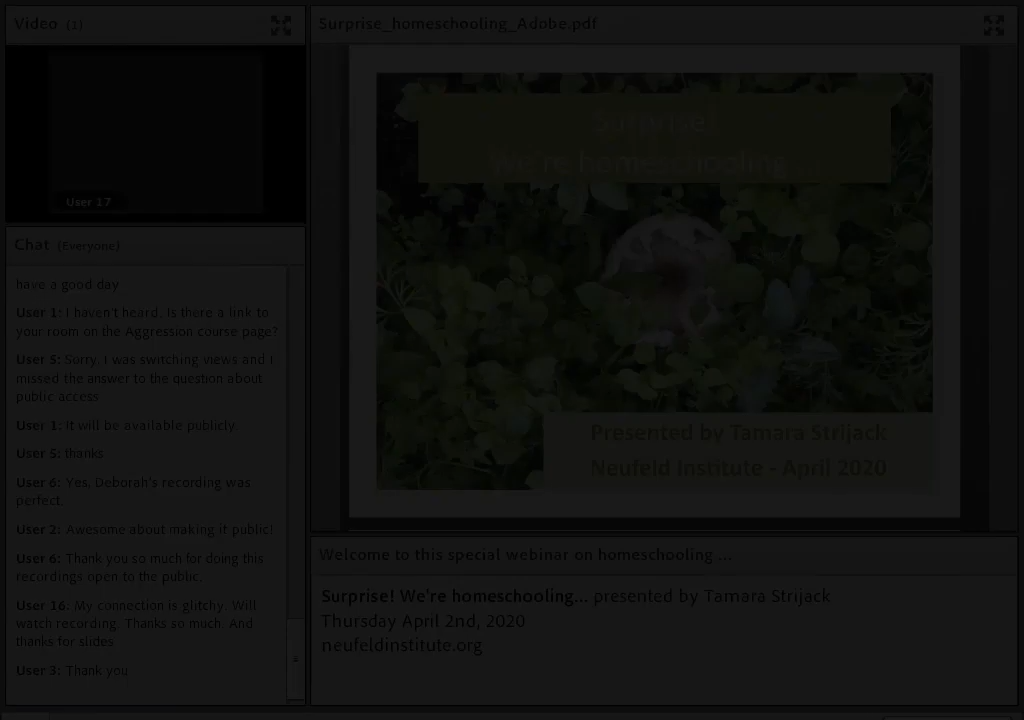 Video (1)
User 17
Chat (Everyone)
have a good day
User 1: I haven't heard. Is there a link to
your room on the Aggression course page?
User 5: Sorry, I was switching views and I
missed the answer to the question about
public access
User 1: It will be available publicly.
User 5: thanks
User 6: Yes, Deborah's recording was
perfect.
User 2: Awesome about making it public!
User 6: Thank you so much for doing this
recordings open to the public.
User 16: My connection is glitchy. Will
watch recording. Thanks so much. And
thanks for slides
User 3: Thank you
Surprise_homeschooling_Adobe.pdf
Surprise!
We're homeschooling...
Presented by Tamara Strijack
Neufeld Institute - April 2020
Welcome to this special webinar on homeschooling ...
Surprise! We're homeschooling... presented by Tamara Strijack
Thursday April 2nd, 2020
neufeldinstitute.org